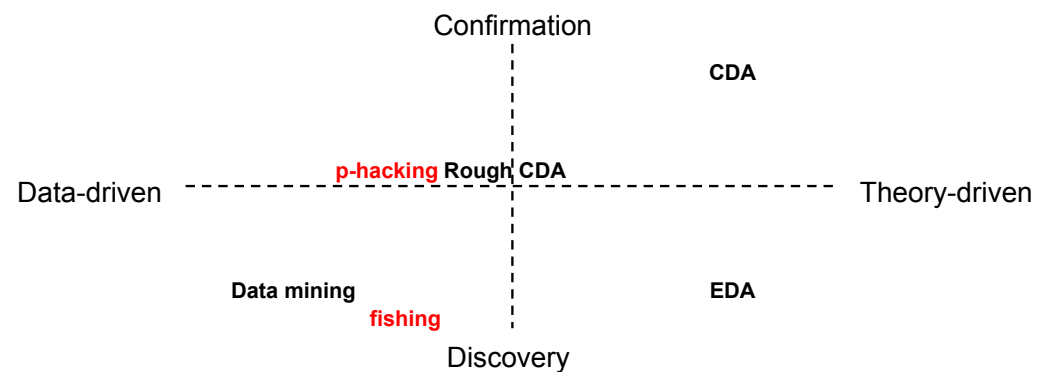 Confirmation
CDA
p-hacking Rough CDA
Data-driven
Theory-driven
Data mining
EDA
fishing
Discovery